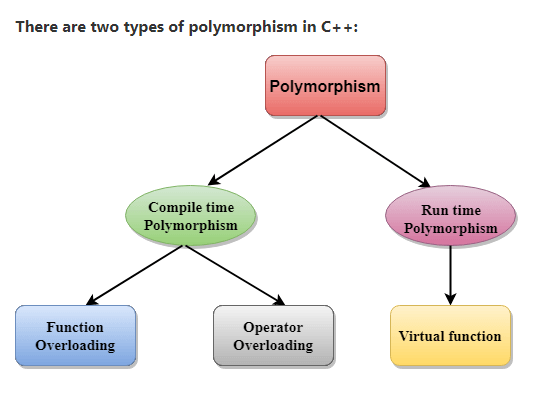 There are two types of polymorphism in C++:
Polymorphism
Compile time
Polymorphism
Run time
Polymorphism
Function
Overloading
Operator
Overloading
Virtual function